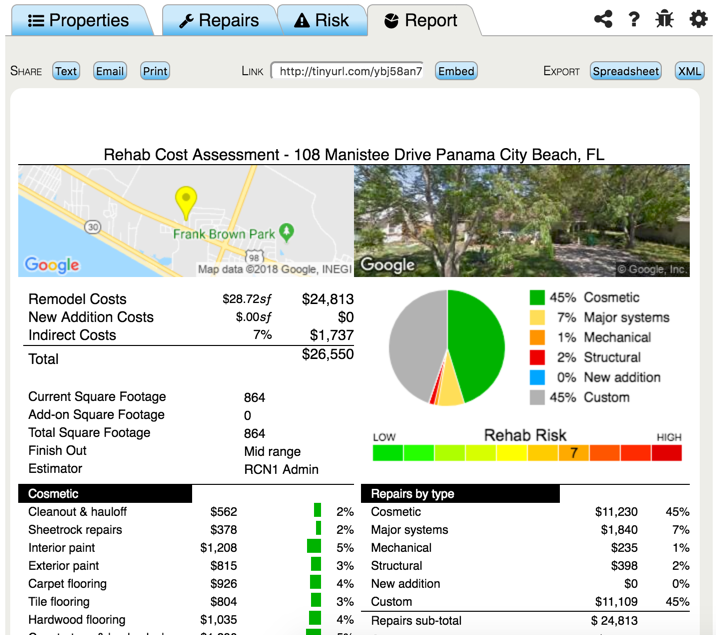 Properties Repairs Risk Report
SHARE Text Email Print LINK http://tinyurl.com/ybj58an7 Embed EXPORT Spreadsheet XML
Rehab Cost Assessment - 108 Manistee Drive Panama City Beach, FL
30
Frank Brown Park
98
Google
Map data ©2018 Google, INEGI
Google
© Google, Inc.
Remodel Costs $28.72sf $24,813
New Addition Costs $.00sf $0
Indirect Costs 7% $1,737
Total $26,550
45% Cosmetic
7% Major systems
1% Mechanical
2% Structural
0% New addition
45% Custom
Current Square Footage 864
Add-on Square Footage 0
Total Square Footage 864
Finish Out Mid range
Estimator RCN1 Admin
LOW Rehab Risk HIGH
7
Cosmetic
Cleanout & hauloff $562 2%
Sheetrock repairs $378 2%
Interior paint $1,208 5%
Exterior paint $815 3%
Carpet flooring $926 4%
Tile flooring $804 3%
Hardwood flooring $1,035 4%
Repairs by type
Cosmetic $11,230 45%
Major systems $1,840 7%
Mechanical $235 1%
Structural $398 2%
New addition $0 0%
Custom $11,109 45%
Repairs sub-total $ 24,813